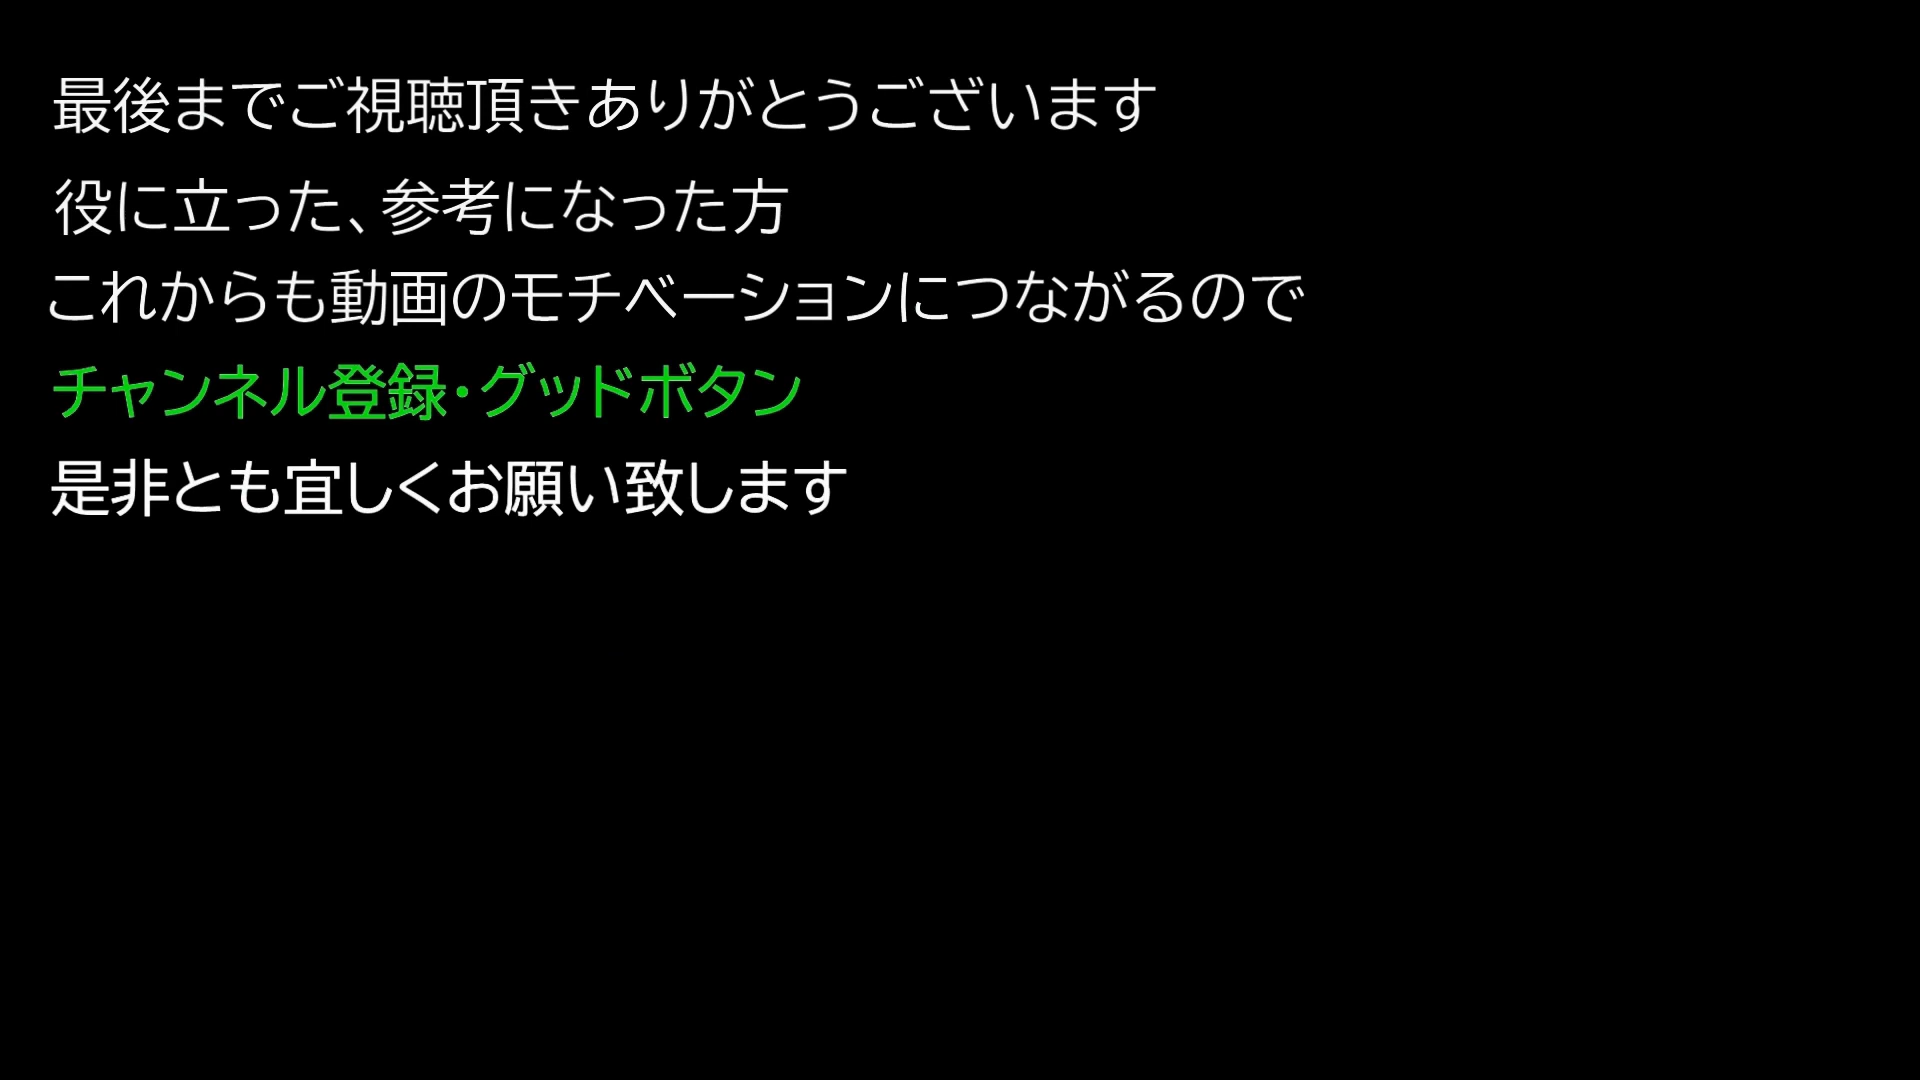 最後までご視聴頂きありがとうございます
役に立った、参考になった方
これからも動画のモチベーションにつながるので
チャンネル登録・グッドボタン
是非とも宜しくお願い致します